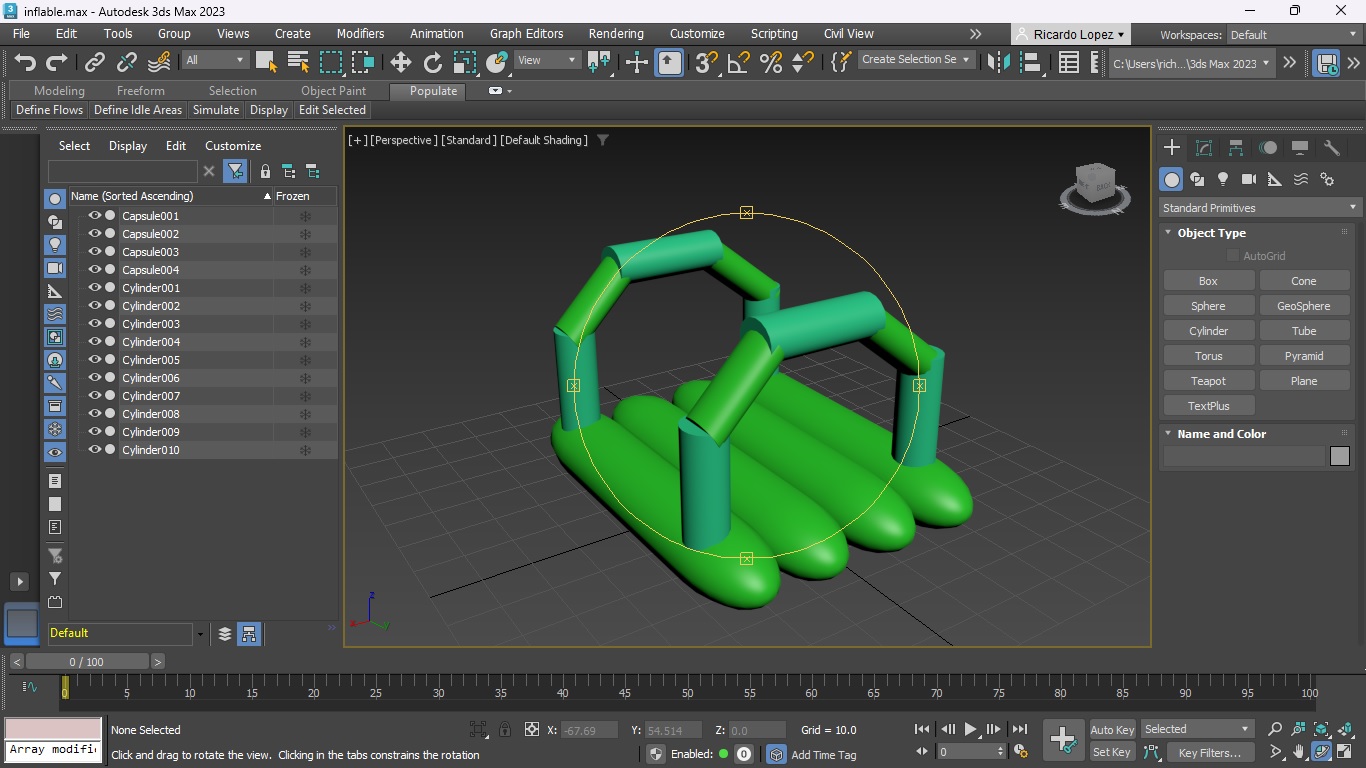 inflable.max - Autodesk 3ds Max 2023
File Edit Tools Group Views Create Modifiers Animation Graph Editors Rendering Customize Scripting Civil View Ricardo Lopez Workspaces: Default
All View Create Selection Se C:\Users\rich...\3ds Max 2023
Modeling Freeform Selection Object Paint Populate
Define Flows Define Idle Areas Simulate Display Edit Selected
Select Display Edit Customize
Name (Sorted Ascending) Frozen
Capsule001
Capsule002
Capsule003
Capsule004
Cylinder001
Cylinder002
Cylinder003
Cylinder004
Cylinder005
Cylinder006
Cylinder007
Cylinder008
Cylinder009
Cylinder010
Default
[+] [Perspective] [Standard] [Default Shading]
BACK
z
x
y
Standard Primitives
Object Type
AutoGrid
Box Cone
Sphere GeoSphere
Cylinder Tube
Torus Pyramid
Teapot Plane
TextPlus
Name and Color
< 0 / 100 >
0 5 10 15 20 25 30 35 40 45 50 55 60 65 70 75 80 85 90 95 100
None Selected X: -67.69 Y: 54.514 Z: 0.0 Grid = 10.0 Auto Key Selected
Array modifi
Click and drag to rotate the view. Clicking in the tabs constrains the rotation Enabled: 0 Add Time Tag 0 Set Key Key Filters...